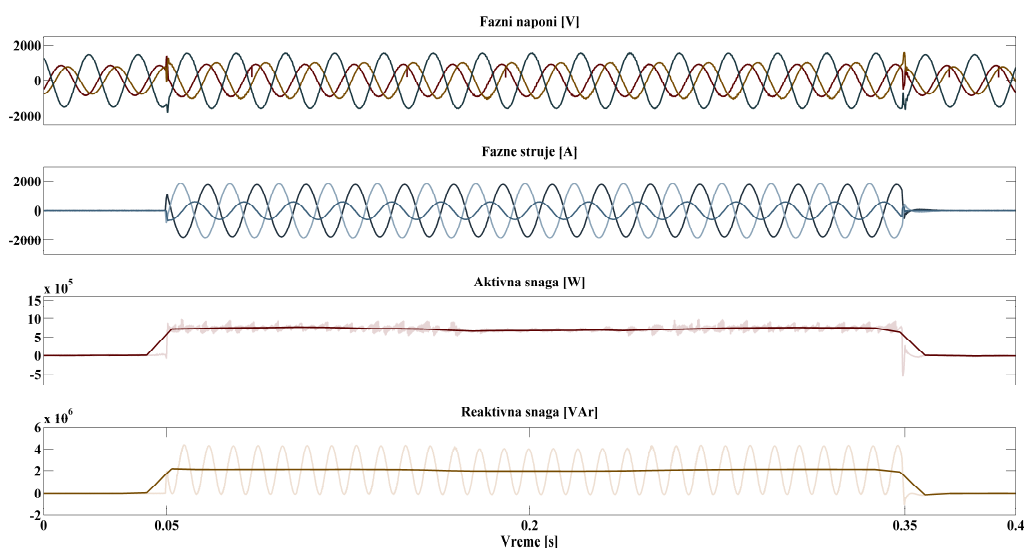 Fazni naponi [V]
2000
0
-2000
Fazne struje [A]
2000
0
-2000
Aktivna snaga [W]
x 10^5
15
10
5
0
-5
Reaktivna snaga [VAr]
x 10^6
6
4
2
0
-2
0 0.05 0.2 0.35 0.4
Vreme [s]